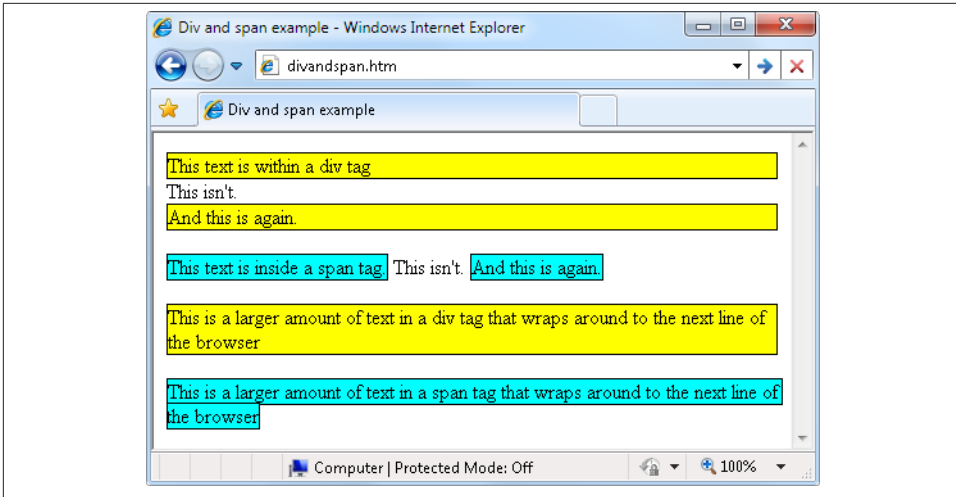 Div and span example - Windows Internet Explorer
divandspan.htm
Div and span example
This text is within a div tag
This isn't.
And this is again.
This text is inside a span tag. This isn't. And this is again.
This is a larger amount of text in a div tag that wraps around to the next line of
the browser
This is a larger amount of text in a span tag that wraps around to the next line of
the browser
Computer | Protected Mode: Off 100%